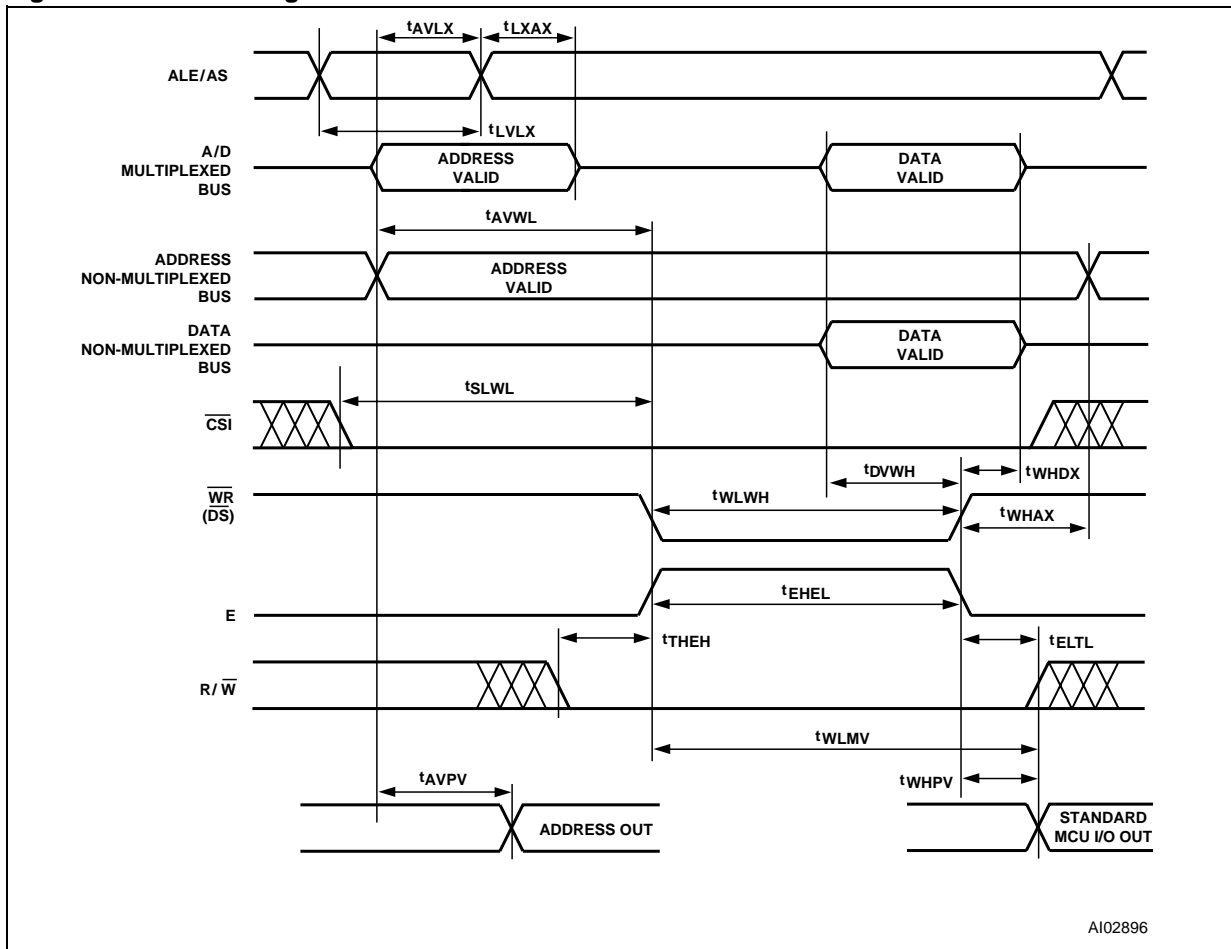 tAVLX
tLXAX
ALE/AS
tLVLX
A/D
MULTIPLEXED
BUS
ADDRESS
VALID
DATA
VALID
tAVWL
ADDRESS
NON-MULTIPLEXED
BUS
ADDRESS
VALID
DATA
NON-MULTIPLEXED
BUS
DATA
VALID
tSLWL
CSI
tDVWH
tWHDX
WR
(DS)
tWLWH
tWHAX
tEHEL
E
tTHEH
tELTL
R/ W
tWLMV
tAVPV
tWHPV
ADDRESS OUT
STANDARD
MCU I/O OUT
AI02896